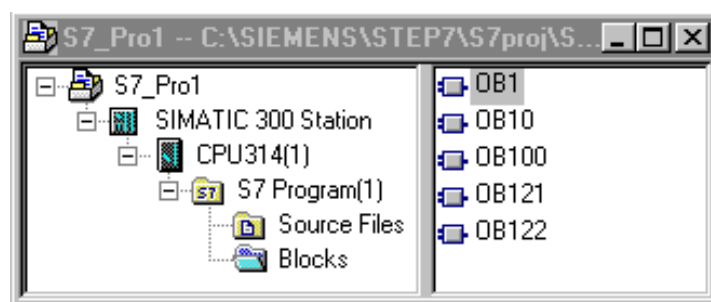 S7_Pro1 -- C:\SIEMENS\STEP7\S7proj\S...
S7_Pro1
SIMATIC 300 Station
CPU314(1)
S7 Program(1)
Source Files
Blocks
OB1
OB10
OB100
OB121
OB122